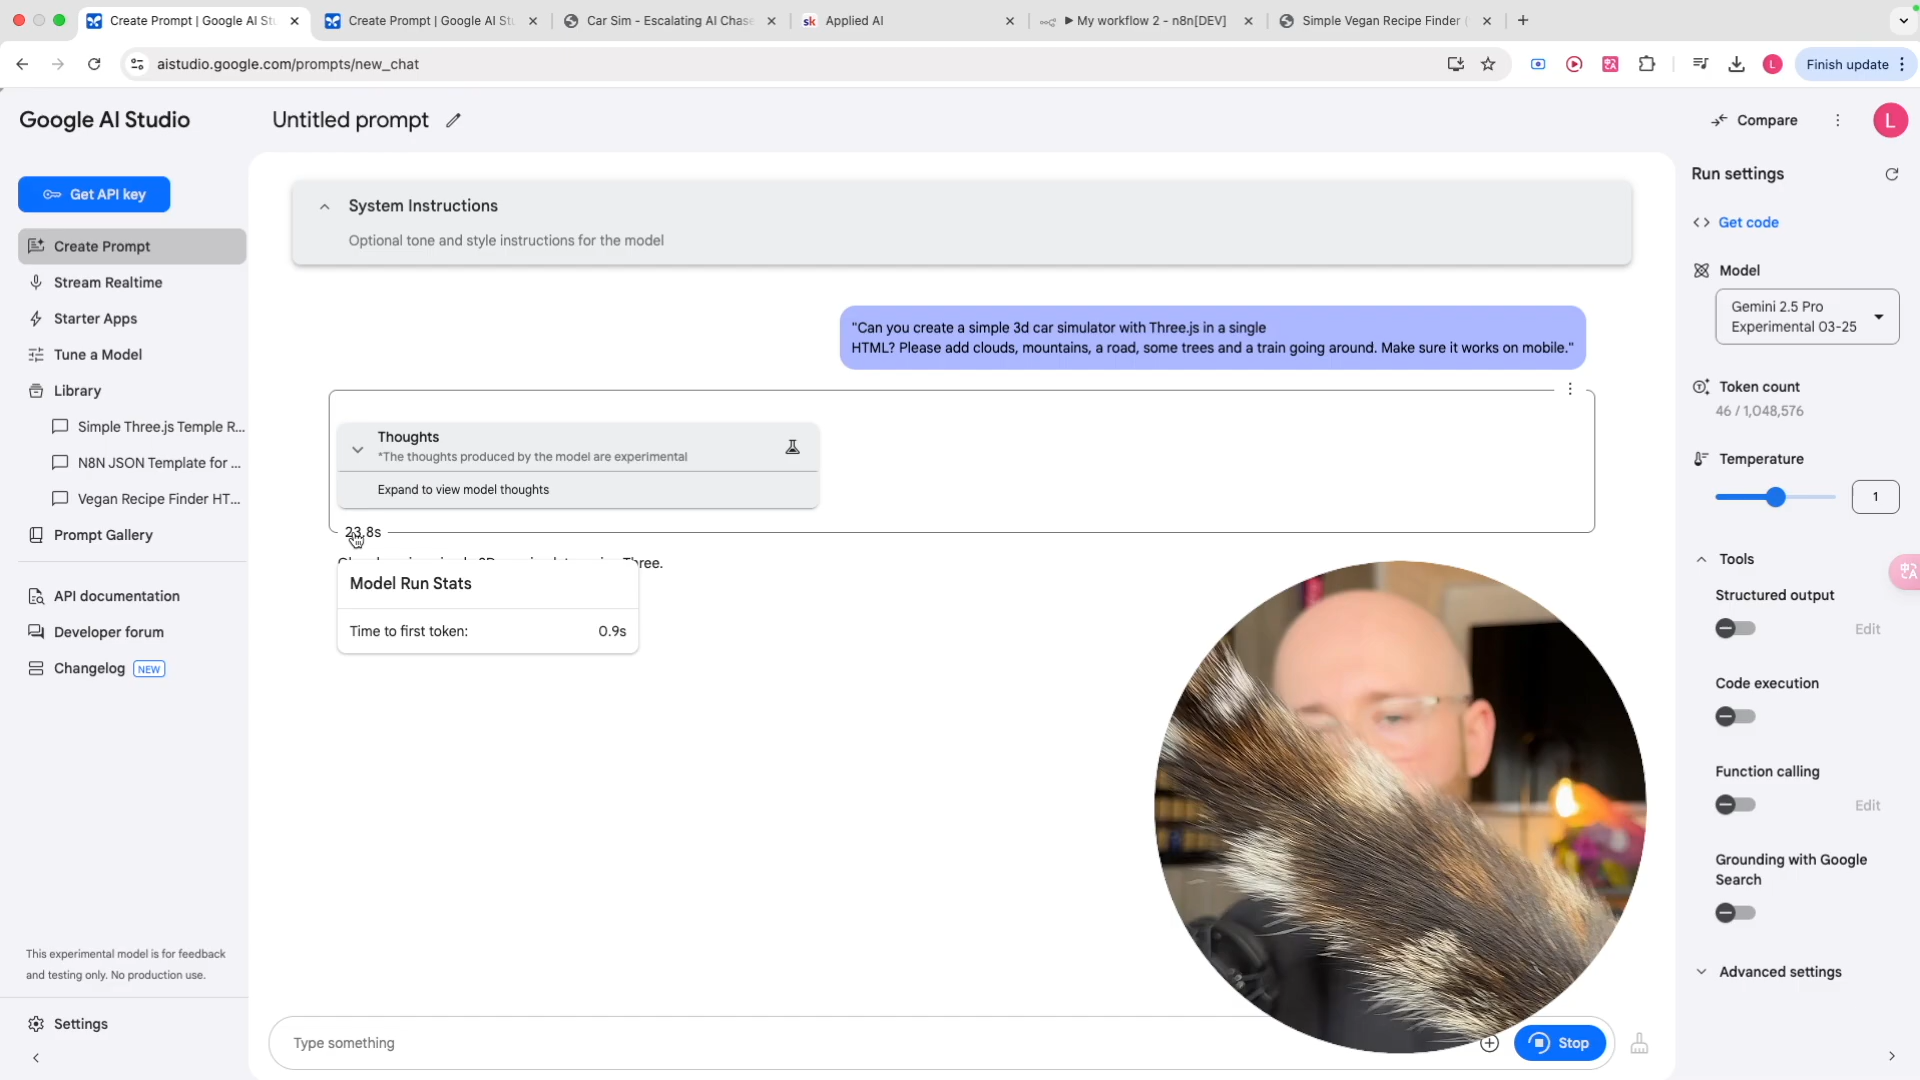 Create Prompt | Google AI Stu
Create Prompt | Google AI Stu
Car Sim - Escalating AI Chase
sk Applied AI
▶ My workflow 2 - n8n[DEV]
Simple Vegan Recipe Finder (
aistudio.google.com/prompts/new_chat
L
Finish update
Google AI Studio
Untitled prompt
Compare
L
Get API key
Create Prompt
Stream Realtime
Starter Apps
Tune a Model
Library
Simple Three.js Temple R...
N8N JSON Template for ...
Vegan Recipe Finder HT...
Prompt Gallery
API documentation
Developer forum
Changelog NEW
This experimental model is for feedback
and testing only. No production use.
Settings
System Instructions
Optional tone and style instructions for the model
"Can you create a simple 3d car simulator with Three.js in a single
HTML? Please add clouds, mountains, a road, some trees and a train going around. Make sure it works on mobile."
Thoughts
*The thoughts produced by the model are experimental
Expand to view model thoughts
23.8s
Three.
Model Run Stats
Time to first token: 0.9s
Type something
Stop
Run settings
Get code
Model
Gemini 2.5 Pro
Experimental 03-25
Token count
46 / 1,048,576
Temperature
1
Tools
Structured output
Edit
Code execution
Function calling
Edit
Grounding with Google
Search
Advanced settings